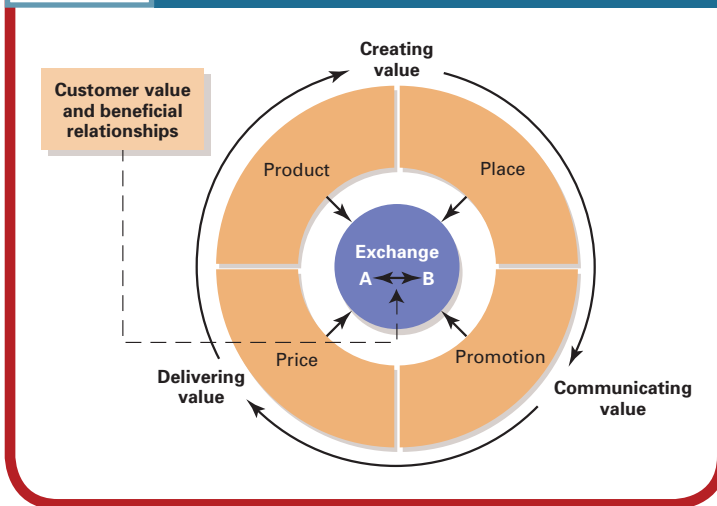 Creating
value
Customer value
and beneficial
relationships
Product
Place
Exchange
A
B
Price
Promotion
Delivering
value
Communicating
value